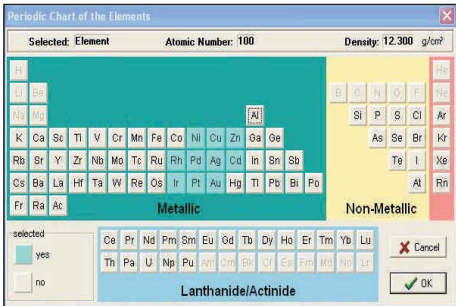 Periodic Chart of the Elements
Selected: Element Atomic Number: 100 Density: 12.300 g/cm³
H He
Li Be B C N O F Ne
Na Mg Al Si P S Cl Ar
K Ca Sc Ti V Cr Mn Fe Co Ni Cu Zn Ga Ge As Se Br Kr
Rb Sr Y Zr Nb Mo Tc Ru Rh Pd Ag Cd In Sn Sb Te I Xe
Cs Ba La Hf Ta W Re Os Ir Pt Au Hg Tl Pb Bi Po At Rn
Fr Ra Ac Metallic Non-Metallic
selected
yes
no
Ce Pr Nd Pm Sm Eu Gd Tb Dy Ho Er Tm Yb Lu
Th Pa U Np Pu Am Cm Bk Cf Es Fm Md No Lr
Lanthanide/Actinide
Cancel
OK